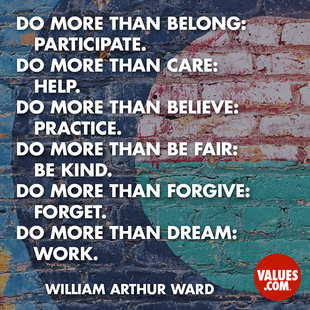 DO MORE THAN BELONG:
PARTICIPATE.
DO MORE THAN CARE:
HELP.
DO MORE THAN BELIEVE:
PRACTICE.
DO MORE THAN BE FAIR:
BE KIND.
DO MORE THAN FORGIVE:
FORGET.
DO MORE THAN DREAM:
WORK.
WILLIAM ARTHUR WARD
VALUES
.COM